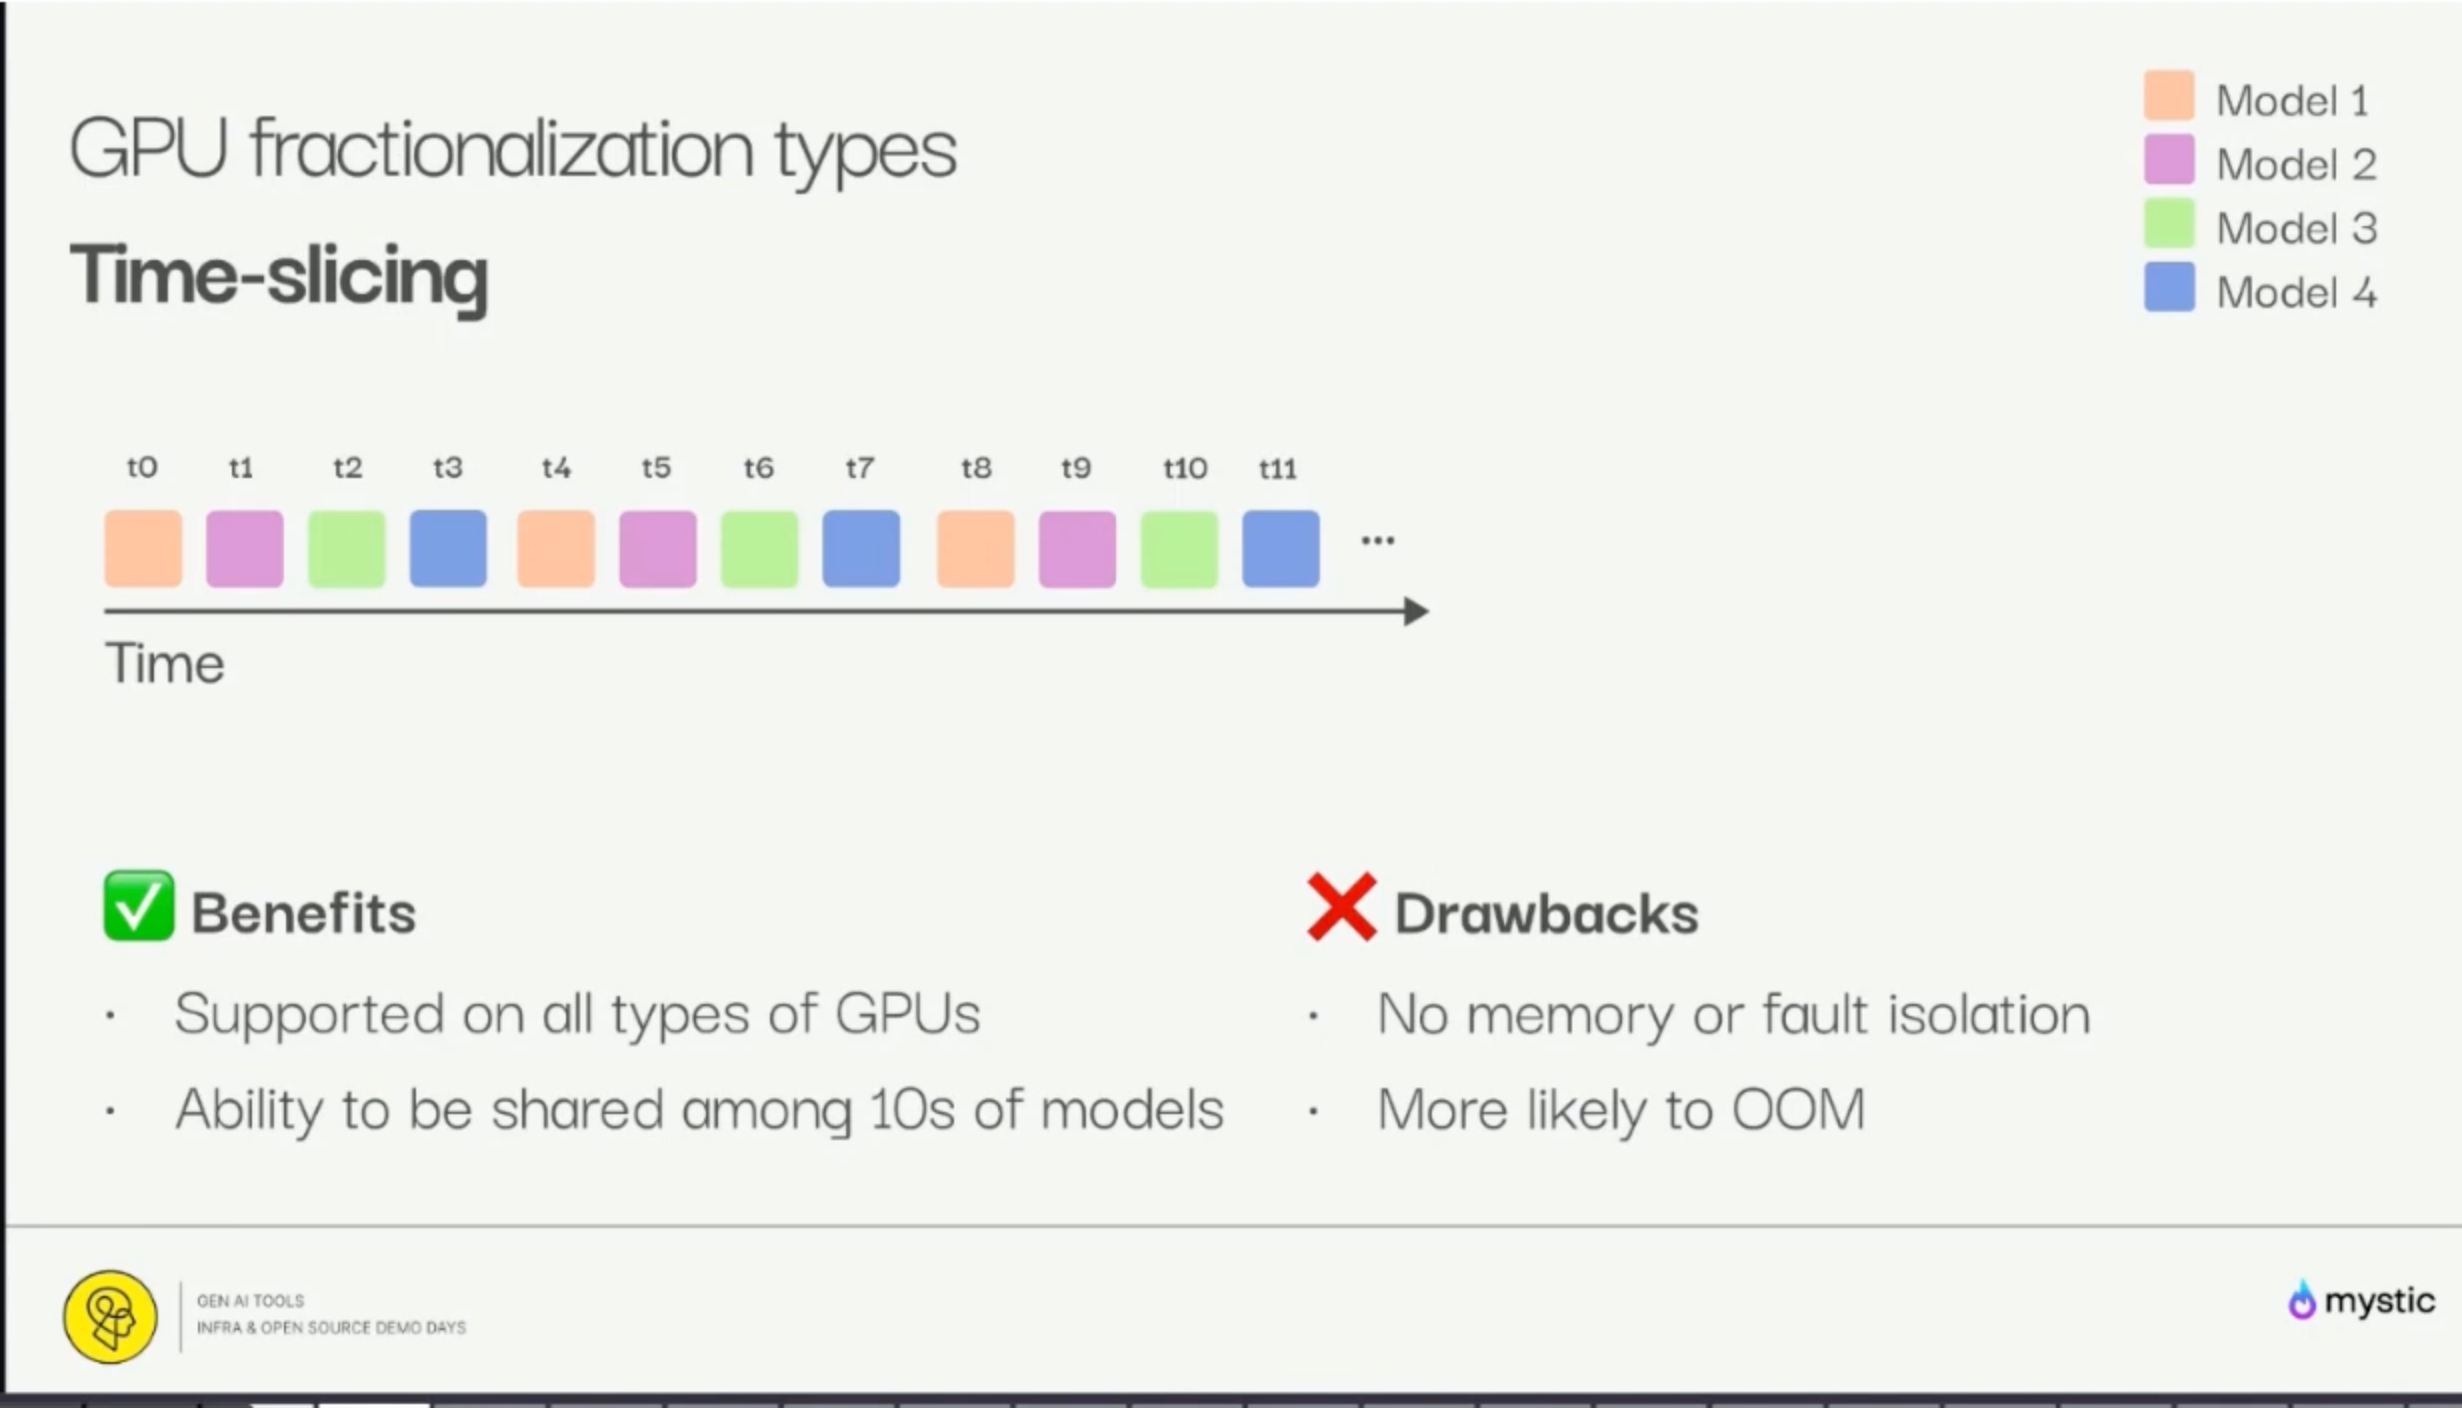 GPU fractionalization types
Time-slicing
Model 1
Model 2
Model 3
Model 4
t0 t1 t2 t3 t4 t5 t6 t7 t8 t9 t10 t11
...
Time
✅ Benefits
· Supported on all types of GPUs
· Ability to be shared among 10s of models
❌ Drawbacks
· No memory or fault isolation
· More likely to OOM
GEN AI TOOLS
INFRA & OPEN SOURCE DEMO DAYS
mystic